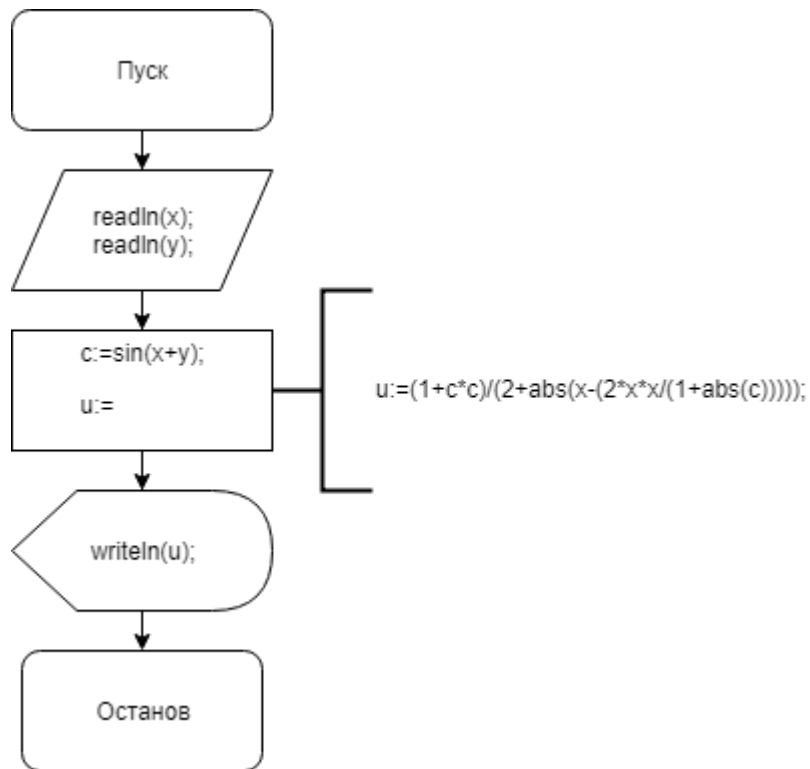 Пуск
readln(x);
readln(y);
c:=sin(x+y);
u:=
u:=(1+c*c)/(2+abs(x-(2*x*x/(1+abs(c)))));
writeln(u);
Останов